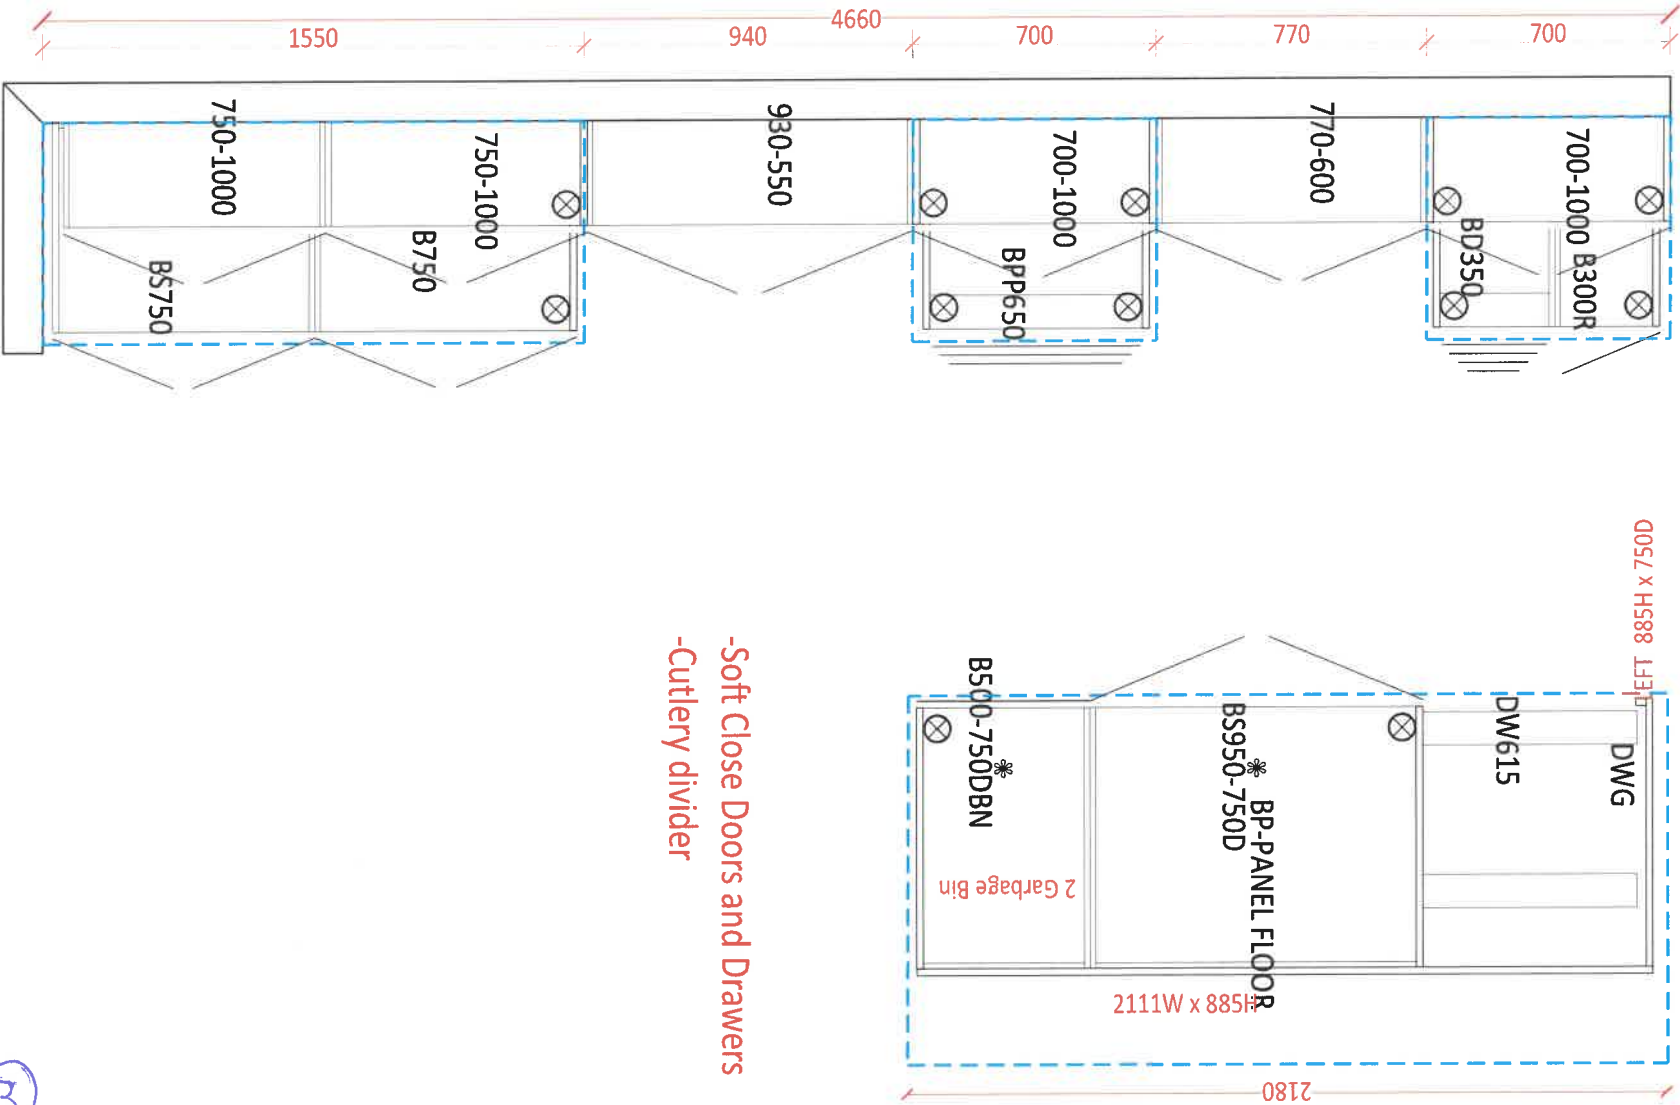 4660
1550
940
700
770
700
750-1000
750-1000
930-550
700-1000
770-600
700-1000
BS750
B750
BPP650
BD350
B300R
LEFT 885H x 750D
B500-750DBN
*
BS950-750D
*
BP-PANEL FLOOR
DW615
DWG
2 Garbage Bin
2111W x 885H
2180
-Soft Close Doors and Drawers
-Cutlery divider